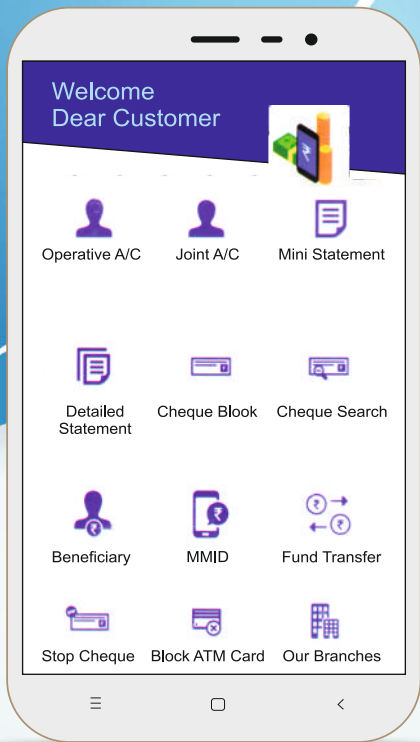 Welcome
Dear Customer
Operative A/C Joint A/C Mini Statement
Detailed Cheque Blook Cheque Search
Statement
Beneficiary MMID Fund Transfer
Stop Cheque Block ATM Card Our Branches